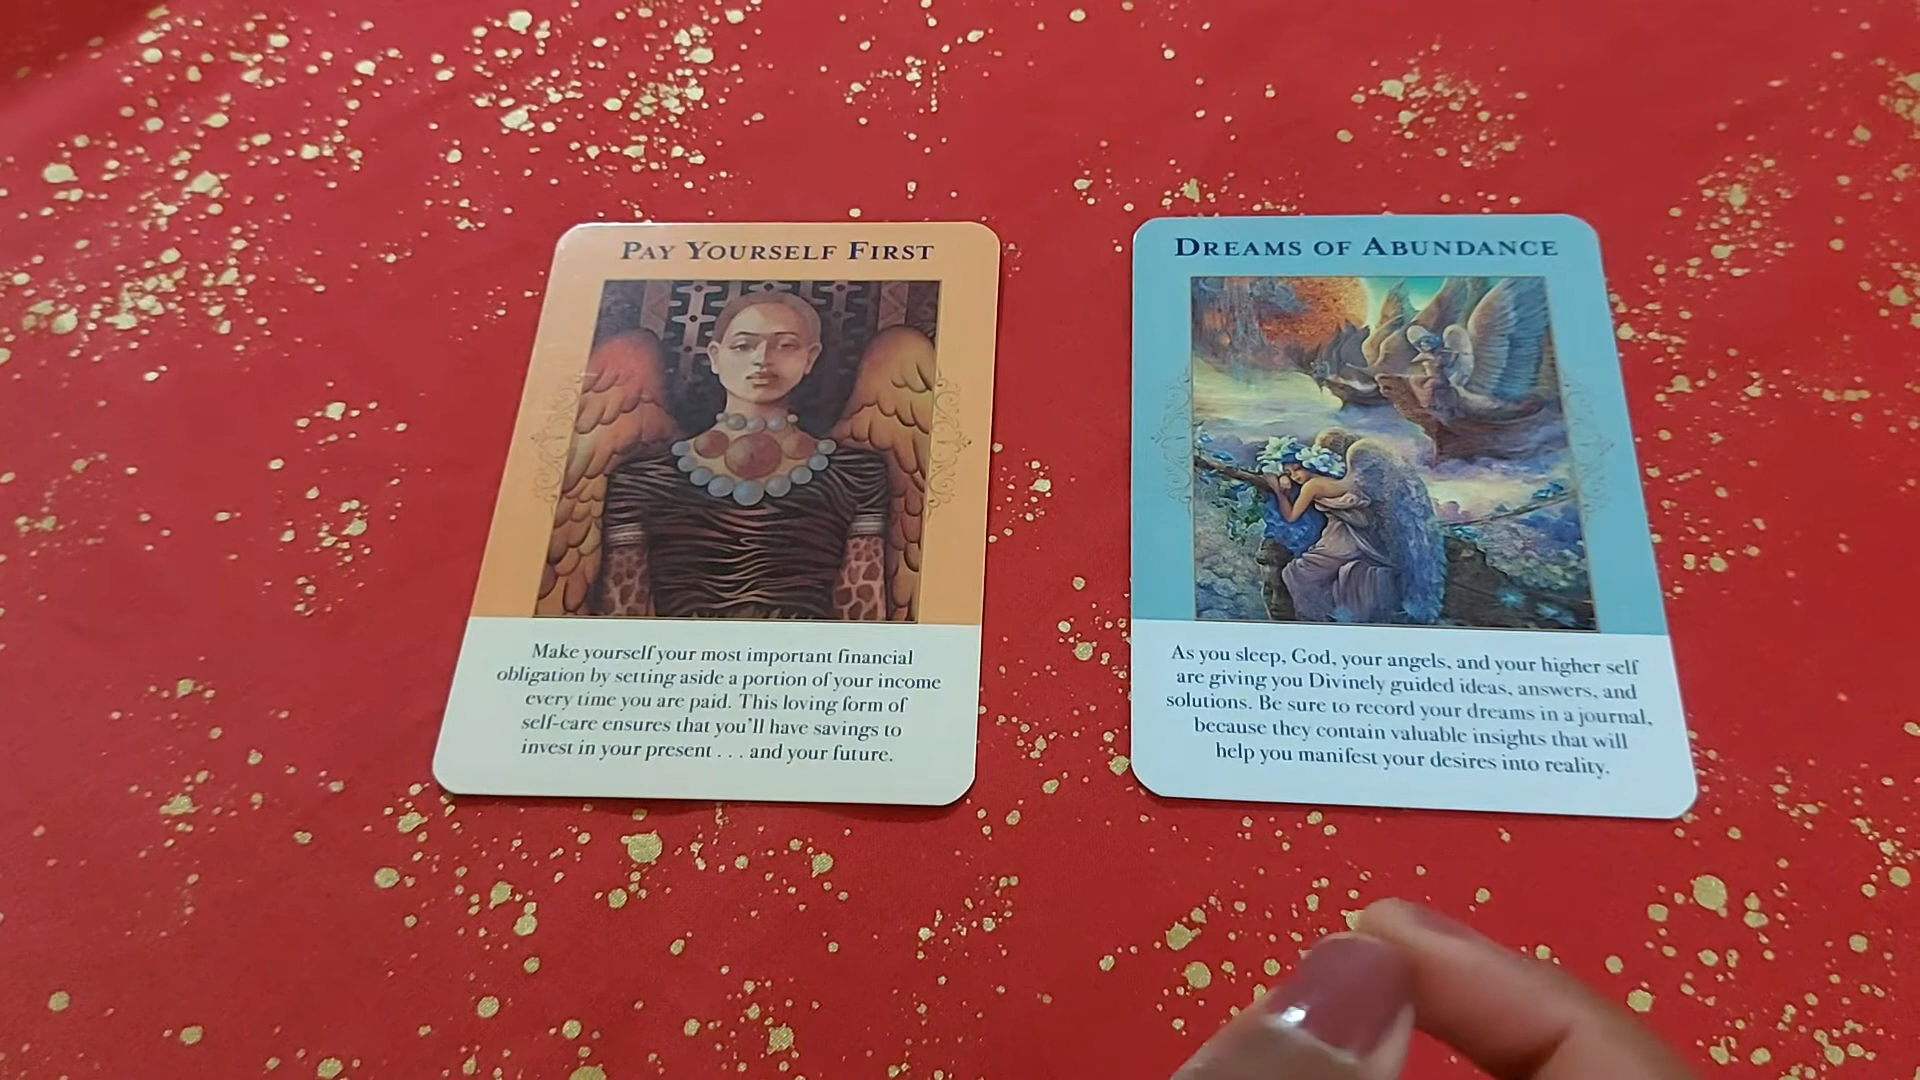 PAY YOURSELF FIRST
Make yourself your most important financial
obligation by setting aside a portion of your income
every time you are paid. This loving form of
self-care ensures that you'll have savings to
invest in your present . . . and your future.
DREAMS OF ABUNDANCE
As you sleep, God, your angels, and your higher self
are giving you Divinely guided ideas, answers, and
solutions. Be sure to record your dreams in a journal,
because they contain valuable insights that will
help you manifest your desires into reality.